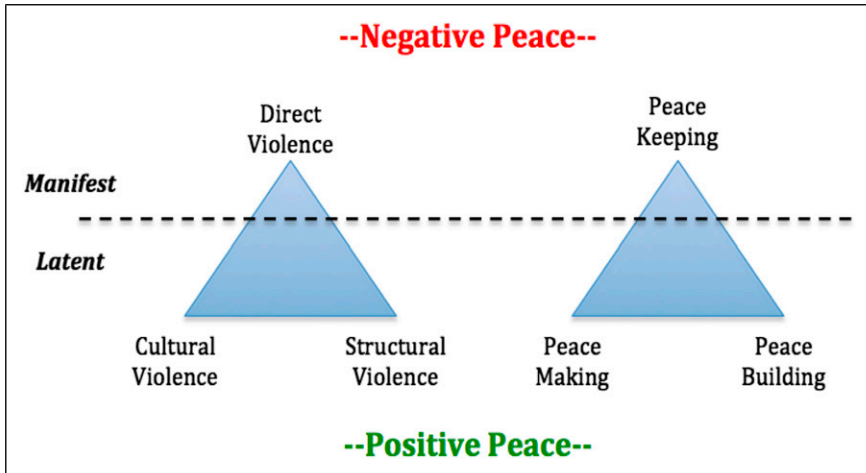 --Negative Peace--
Direct
Violence
Peace
Keeping
Manifest
Latent
Cultural
Violence
Structural
Violence
Peace
Making
Peace
Building
--Positive Peace--